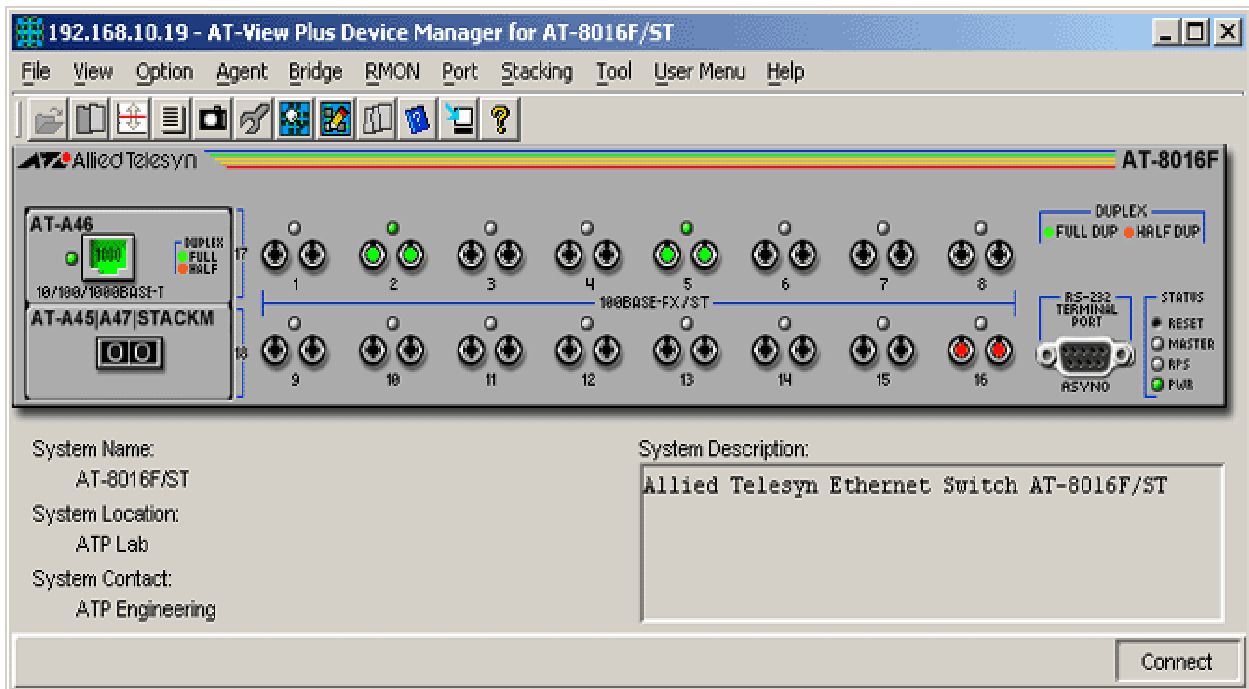 192.168.10.19 - AT-View Plus Device Manager for AT-8016F/ST
File View Option Agent Bridge RMON Port Stacking Tool User Menu Help
Allied Telesyn
AT-8016F
AT-A46
1000
DUPLEX
FULL
HALF
10/100/1000BASE-T
17
AT-A45|A47|STACKM
18
1 2 3 4 5 6 7 8
100BASE-FX/ST
9 10 11 12 13 14 15 16
DUPLEX
FULL DUP HALF DUP
RS-232
TERMINAL
PORT
ASYNO
STATUS
RESET
MASTER
RPS
PWR
System Name:
AT-8016F/ST
System Location:
ATP Lab
System Contact:
ATP Engineering
System Description:
Allied Telesyn Ethernet Switch AT-8016F/ST
Connect